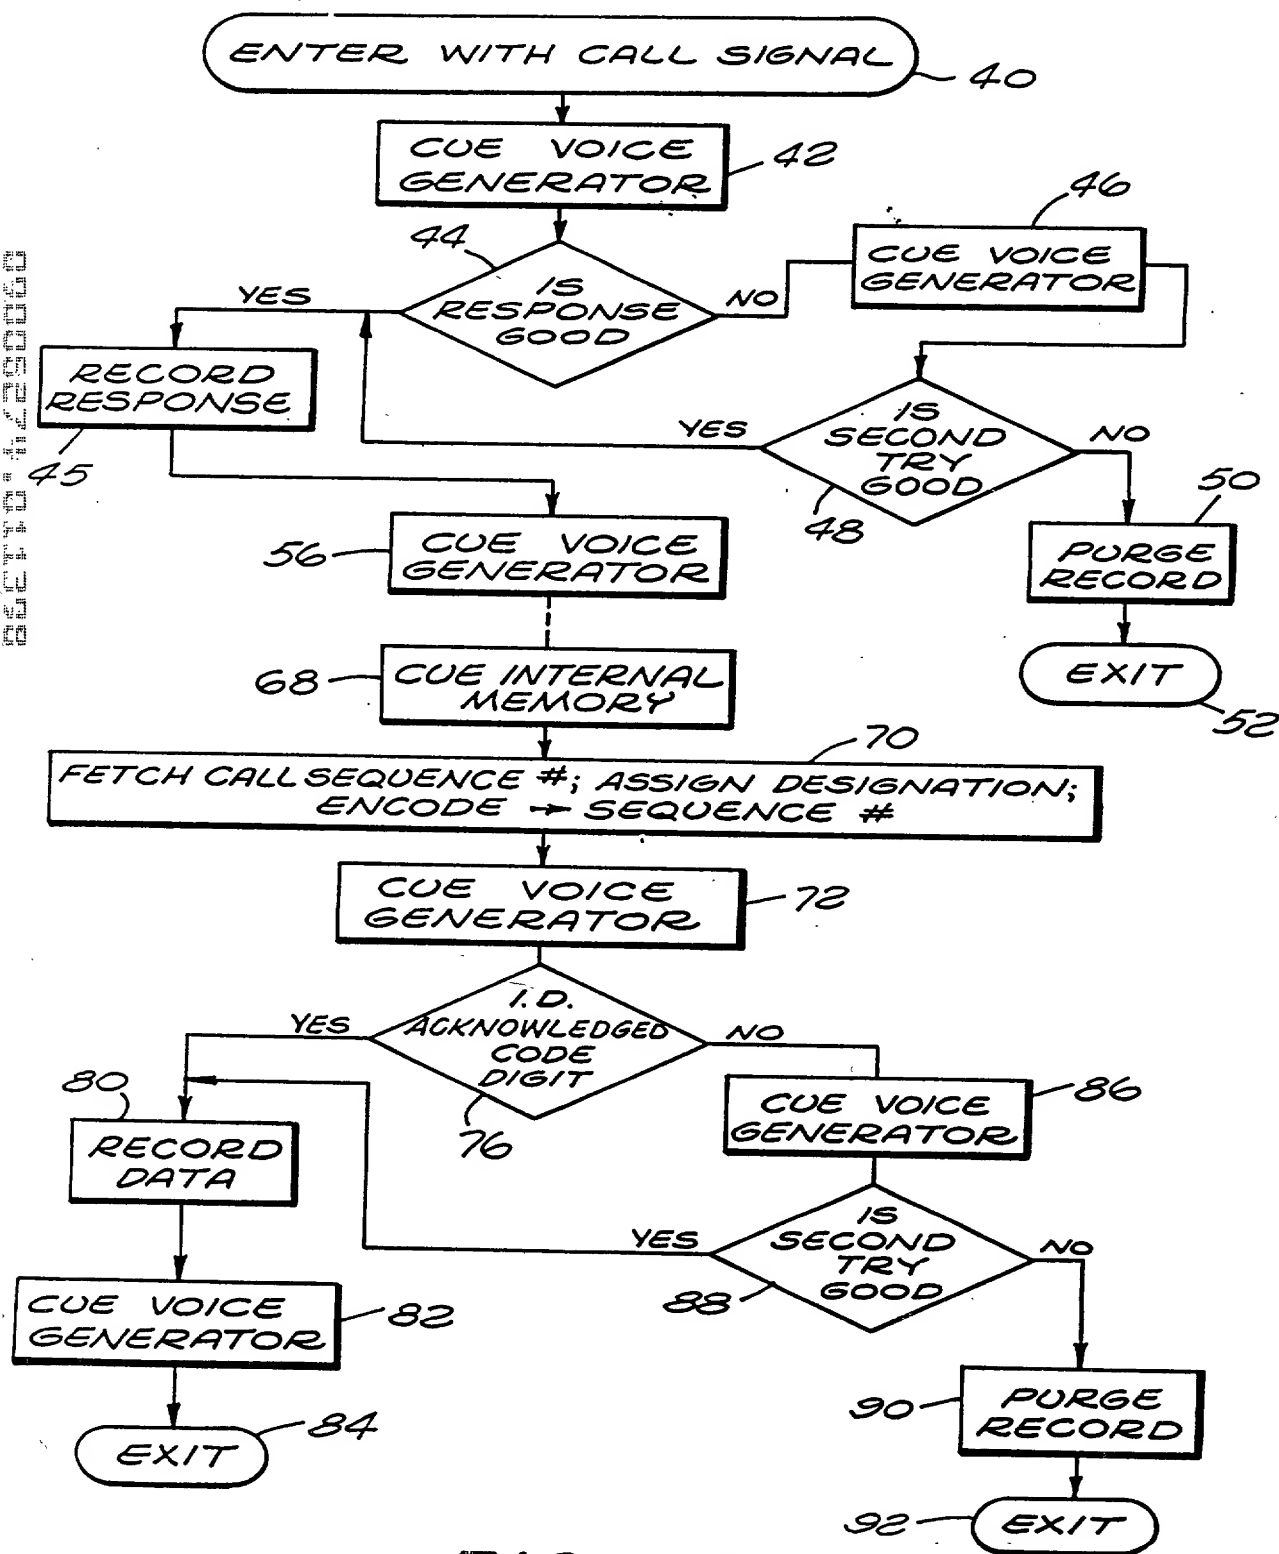 ENTER WITH CALL SIGNAL
40
CUE VOICE
GENERATOR
42
44
IS
RESPONSE
GOOD
YES
NO
46
CUE VOICE
GENERATOR
RECORD
RESPONSE
45
YES
IS
SECOND
TRY
GOOD
48
NO
50
PURGE
RECORD
EXIT
52
56
CUE VOICE
GENERATOR
68
CUE INTERNAL
MEMORY
70
FETCH CALL SEQUENCE #; ASSIGN DESIGNATION;
ENCODE → SEQUENCE #
CUE VOICE
GENERATOR
72
YES
I.D.
ACKNOWLEDGED
CODE
DIGIT
76
NO
80
RECORD
DATA
86
CUE VOICE
GENERATOR
YES
IS
SECOND
TRY
GOOD
88
NO
CUE VOICE
GENERATOR
82
EXIT
84
90
PURGE
RECORD
92
EXIT